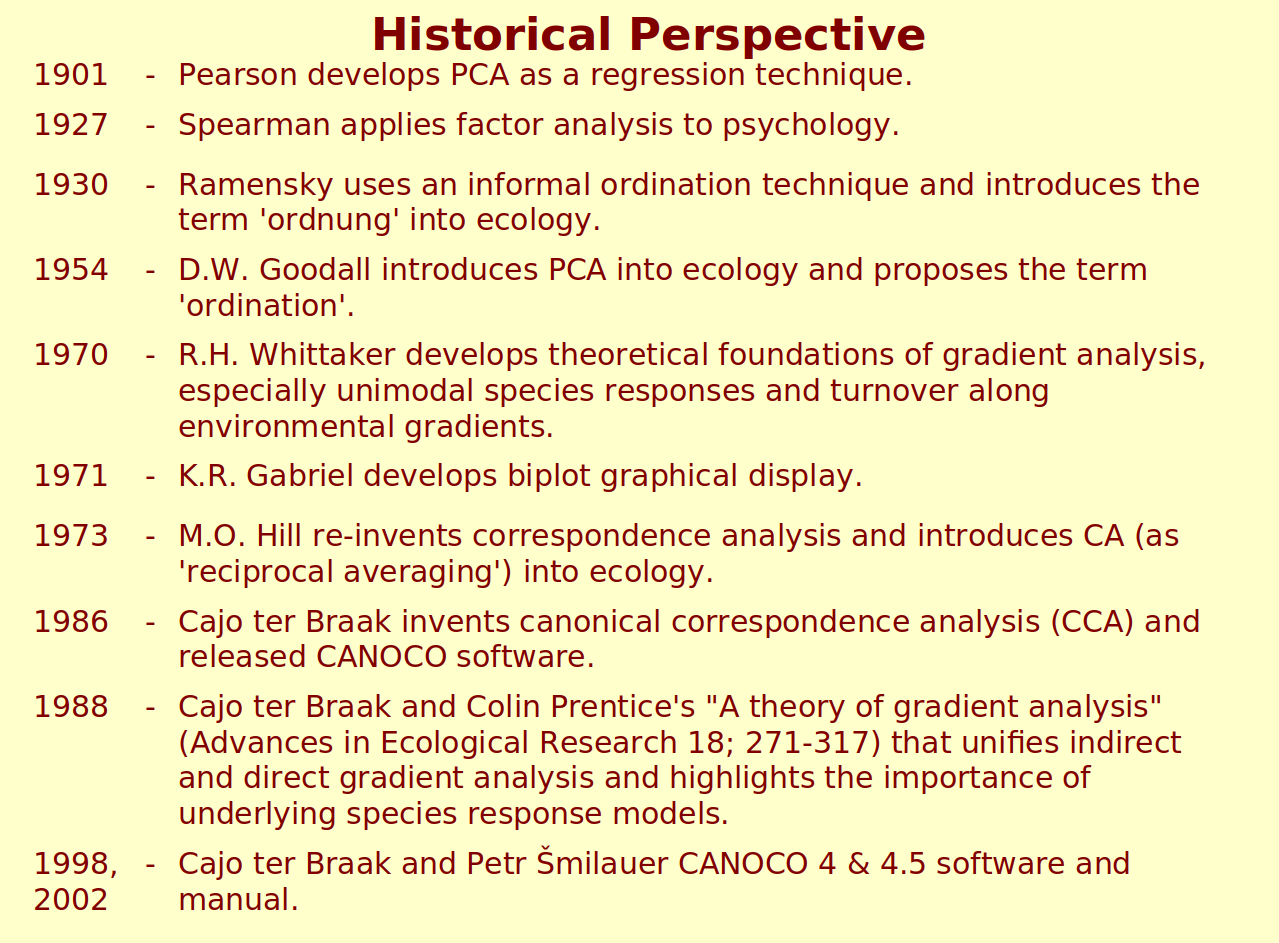 Historical Perspective
1901 - Pearson develops PCA as a regression technique.
1927 - Spearman applies factor analysis to psychology.
1930 - Ramensky uses an informal ordination technique and introduces the
term 'ordnung' into ecology.
1954 - D.W. Goodall introduces PCA into ecology and proposes the term
'ordination'.
1970 - R.H. Whittaker develops theoretical foundations of gradient analysis,
especially unimodal species responses and turnover along
environmental gradients.
1971 - K.R. Gabriel develops biplot graphical display.
1973 - M.O. Hill re-invents correspondence analysis and introduces CA (as
'reciprocal averaging') into ecology.
1986 - Cajo ter Braak invents canonical correspondence analysis (CCA) and
released CANOCO software.
1988 - Cajo ter Braak and Colin Prentice's "A theory of gradient analysis"
(Advances in Ecological Research 18; 271-317) that unifies indirect
and direct gradient analysis and highlights the importance of
underlying species response models.
1998, - Cajo ter Braak and Petr Šmilauer CANOCO 4 & 4.5 software and
2002 manual.